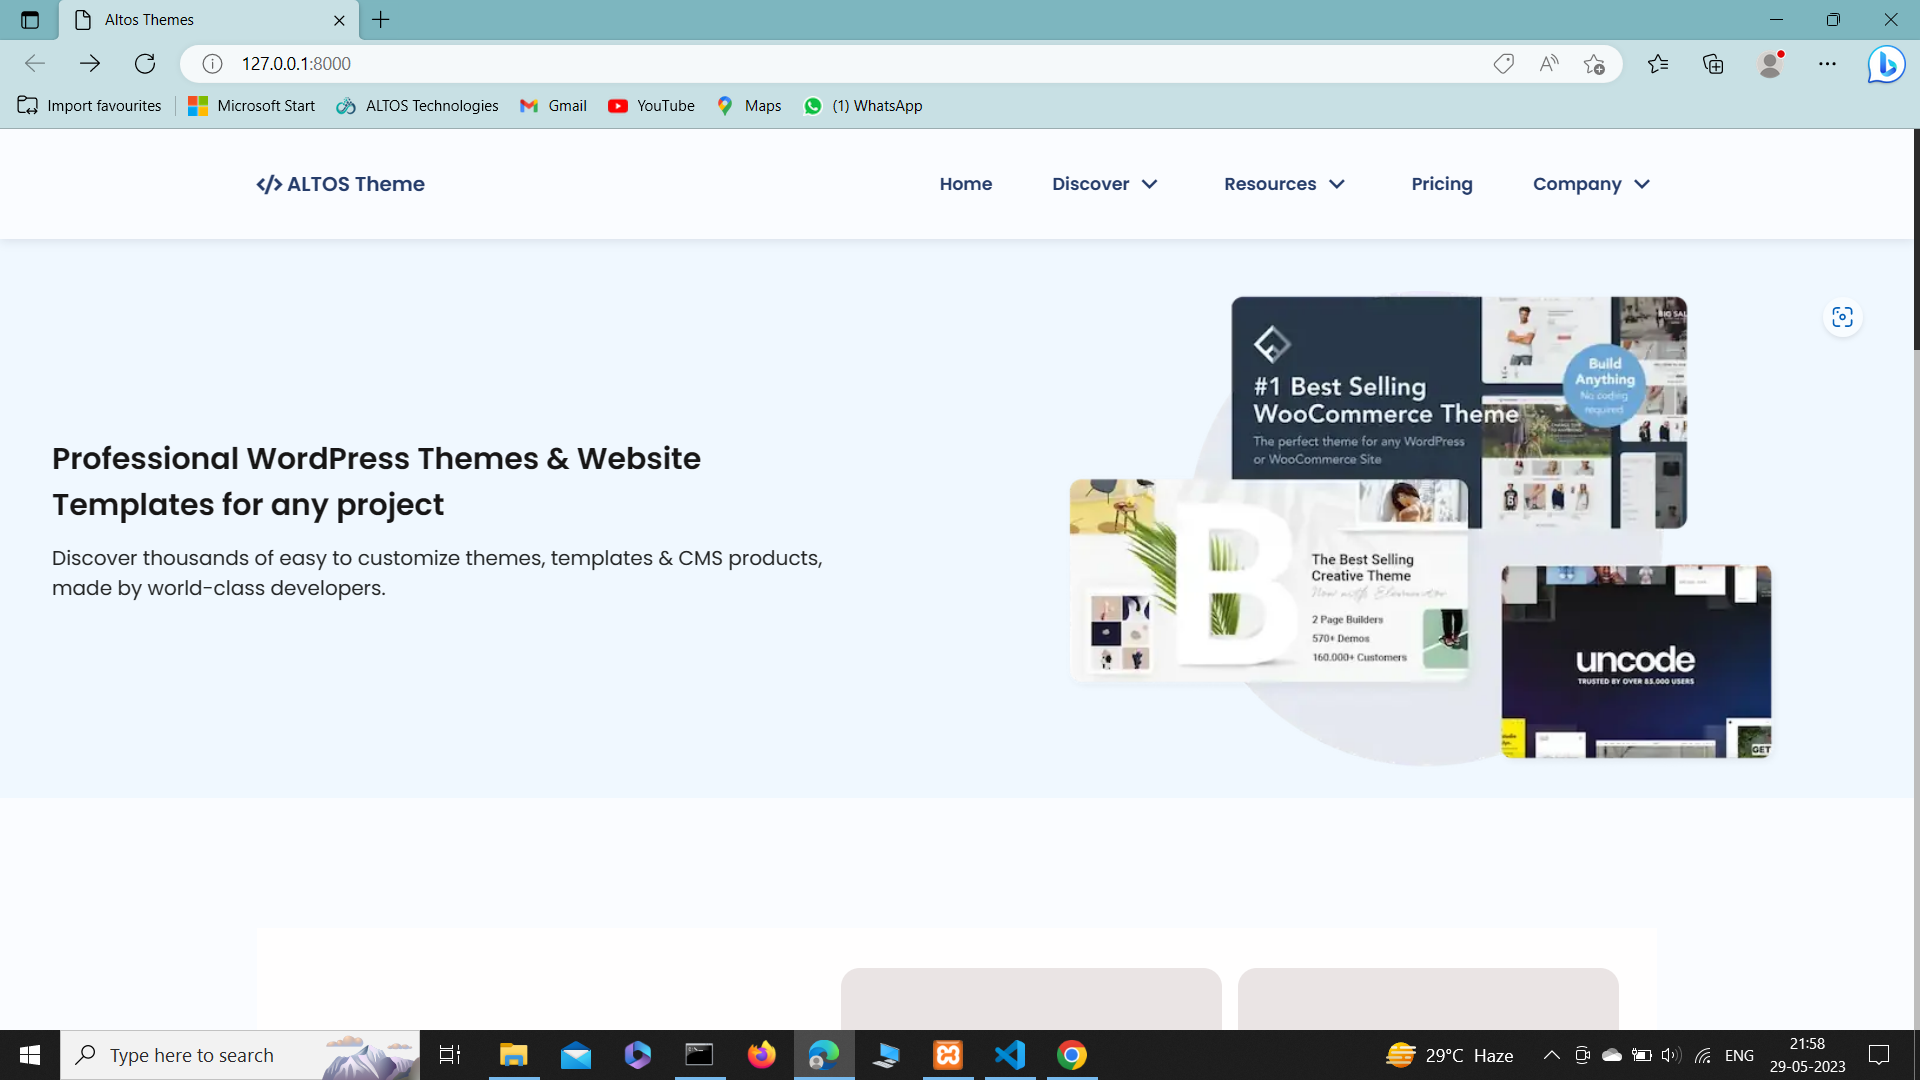 Altos Themes
127.0.0.1:8000
Import favourites
Microsoft Start
ALTOS Technologies
Gmail
YouTube
Maps
(1) WhatsApp
</> ALTOS Theme
Home
Discover
Resources
Pricing
Company
Professional WordPress Themes & Website
Templates for any project
Discover thousands of easy to customize themes, templates & CMS products,
made by world-class developers.
#1 Best Selling
WooCommerce Theme
The perfect theme for any WordPress
or WooCommerce Site
Build
Anything
No coding
required
BIG SAL
B
The Best Selling
Creative Theme
Now with Elementor
2 Page Builders
570+ Demos
160.000+ Customers
uncode
TRUSTED BY OVER 83.000 USERS
GET
Type here to search
29°C Haze
ENG
21:58
29-05-2023